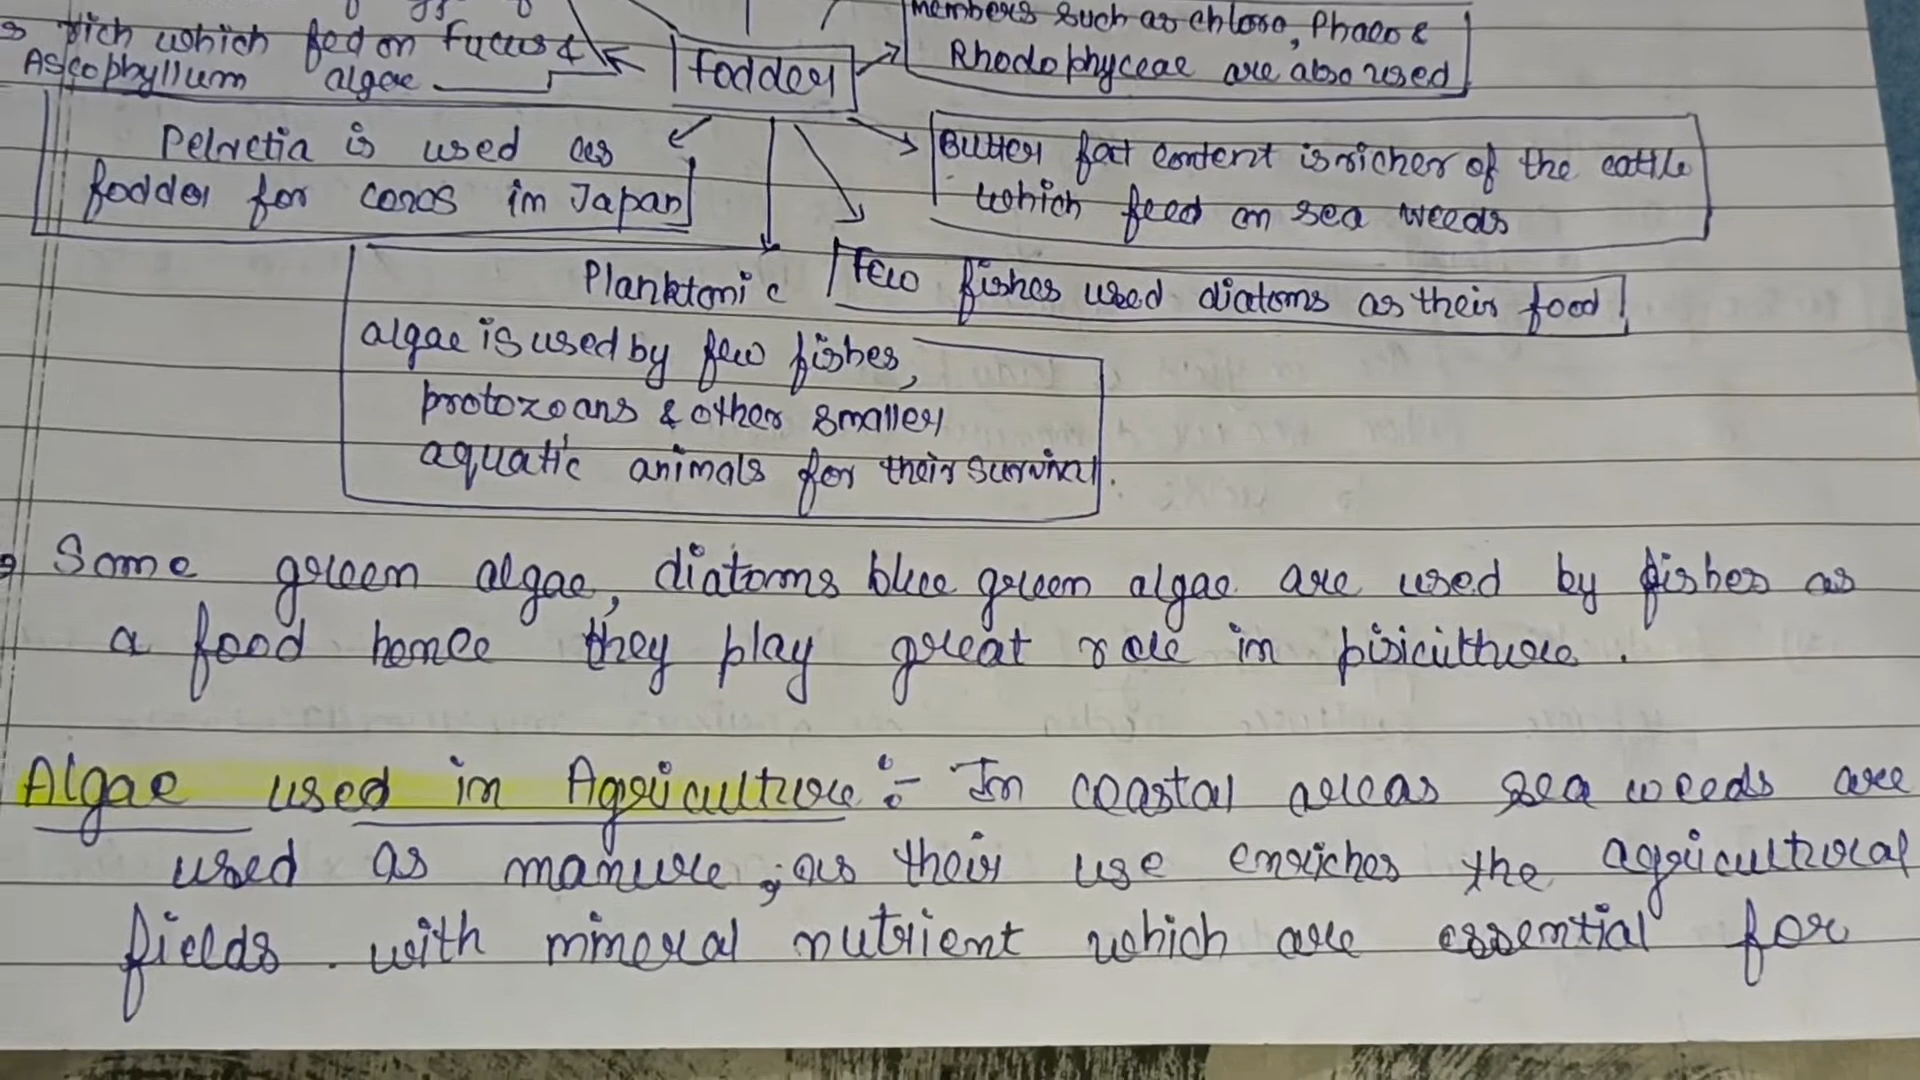 members such as chloro, Phaeo &
Rhodophyceae are also used
rich which fed on Fucus &
Ascophyllum algae
fodder
Pelvetia is used as
fodder for cows in Japan
Butter fat content is richer of the cattle
which feed on sea weeds
Few fishes used diatoms as their food
Planktonic
algae is used by few fishes,
protozoans & other smaller
aquatic animals for their survival.
Some green algae, diatoms blue green algae are used by fishes as
a food hence they play great role in pisiculture.
Algae used in Agriculture :- In coastal areas sea weeds are
used as manure, as their use enriches the agricultural
fields. with mineral nutrient which are essential for